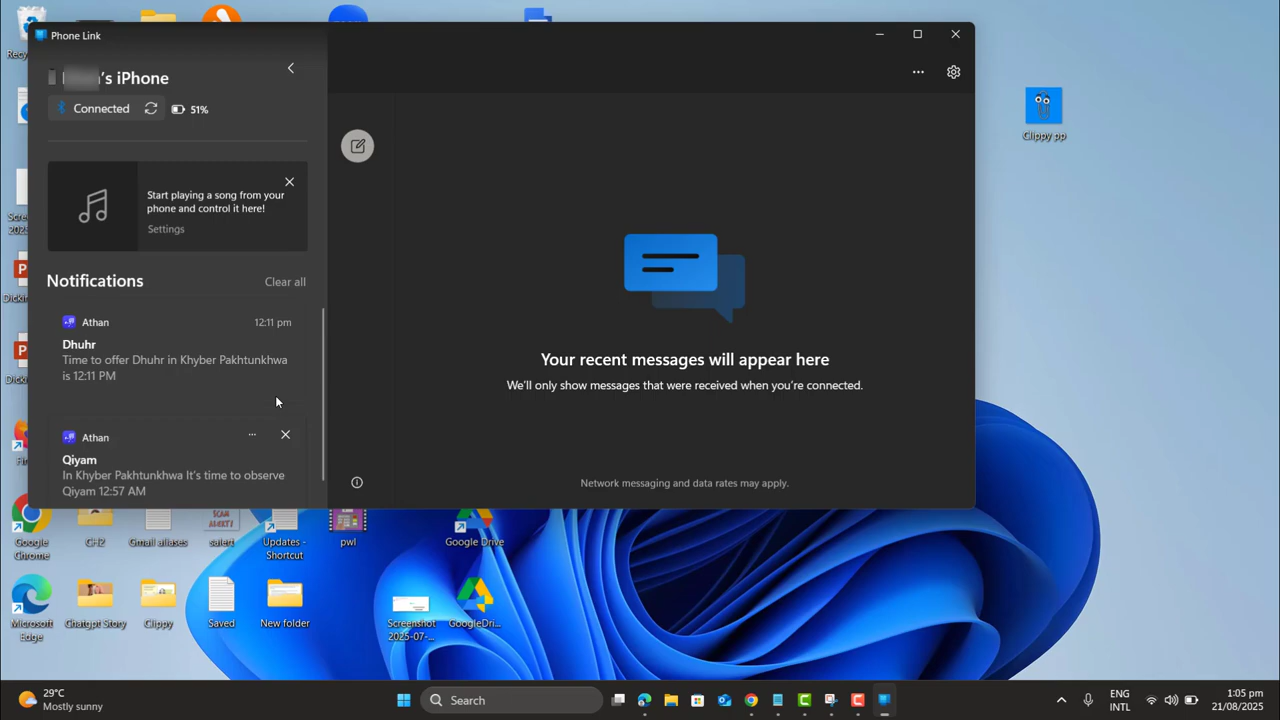 Phone Link
's iPhone
Connected
51%
Start playing a song from your
phone and control it here!
Settings
Notifications
Clear all
Athan
12:11 pm
Dhuhr
Time to offer Dhuhr in Khyber Pakhtunkhwa
is 12:11 PM
Athan
Qiyam
In Khyber Pakhtunkhwa It's time to observe
Qiyam 12:57 AM
Your recent messages will appear here
We'll only show messages that were received when you're connected.
Network messaging and data rates may apply.
Clippy pp
Google
Chrome
CH2
Gmail aliases
saied
Updates -
Shortcut
pwl
Google Drive
Microsoft
Edge
Chatgpt Story
Clippy
Saved
New folder
Screenshot
2025-07-...
GoogleDri...
29°C
Mostly sunny
Search
ENG
INTL
1:05 pm
21/08/2025